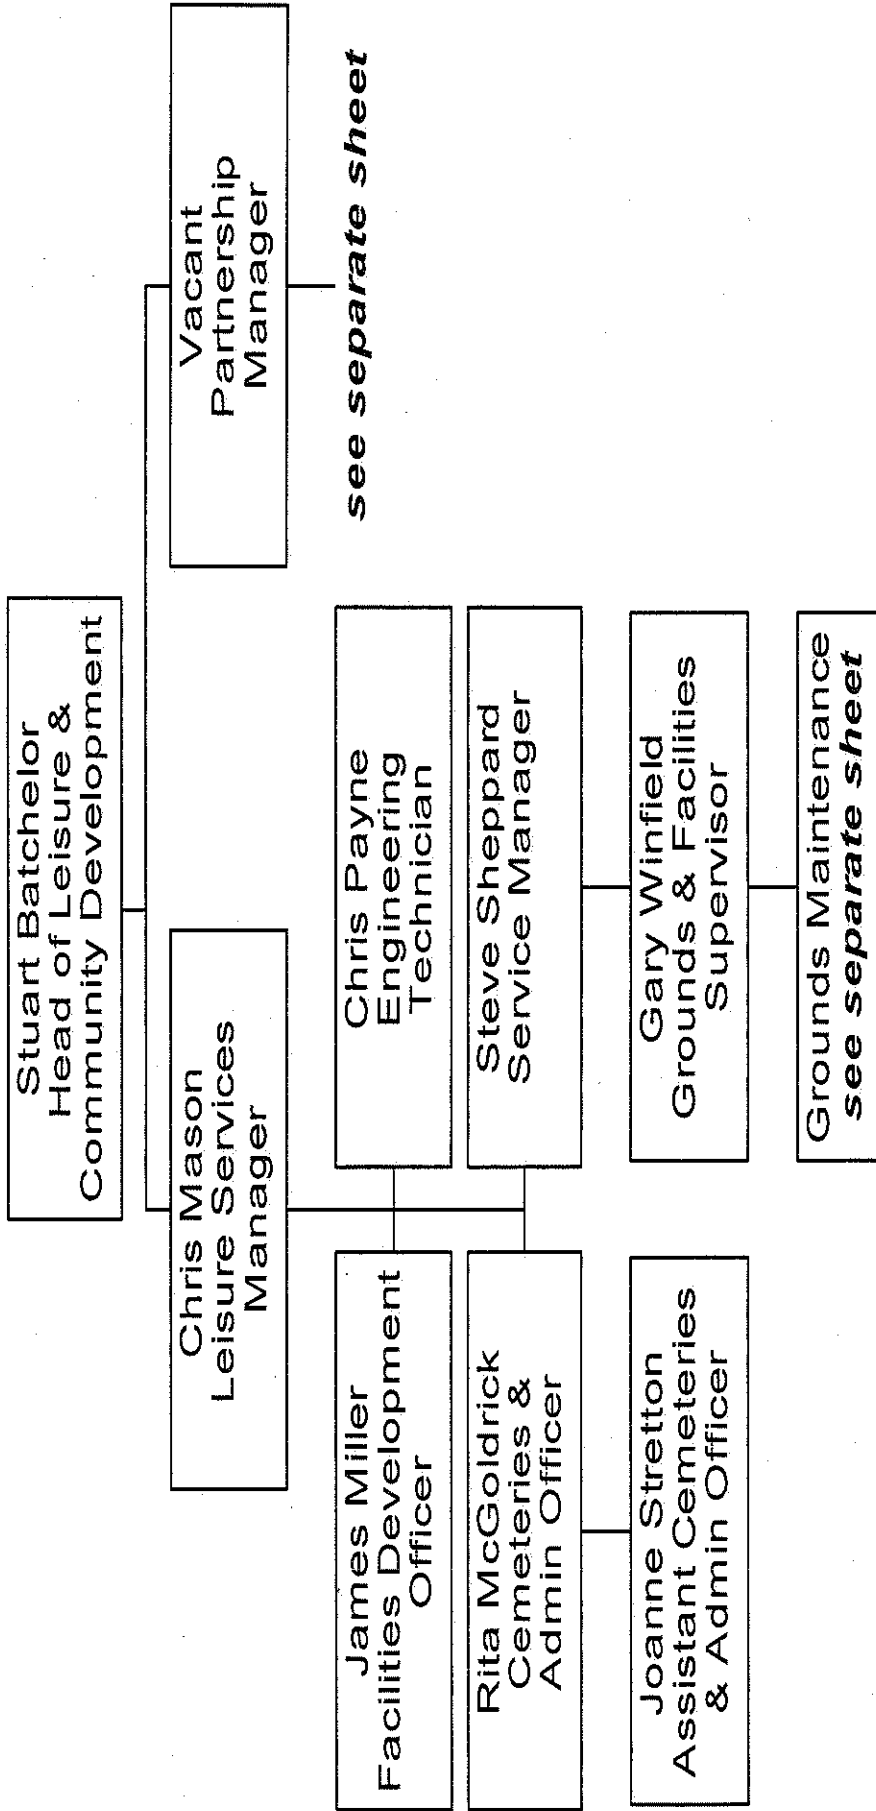 Stuart Batchelor
Head of Leisure &
Community Development
Chris Mason
Leisure Services
Manager
Vacant
Partnership
Manager
see separate sheet
James Miller
Facilities Development
Officer
Chris Payne
Engineering
Technician
Rita McGoldrick
Cemeteries &
Admin Officer
Steve Sheppard
Service Manager
Joanne Stretton
Assistant Cemeteries
& Admin Officer
Gary Winfield
Grounds & Facilities
Supervisor
Grounds Maintenance
see separate sheet